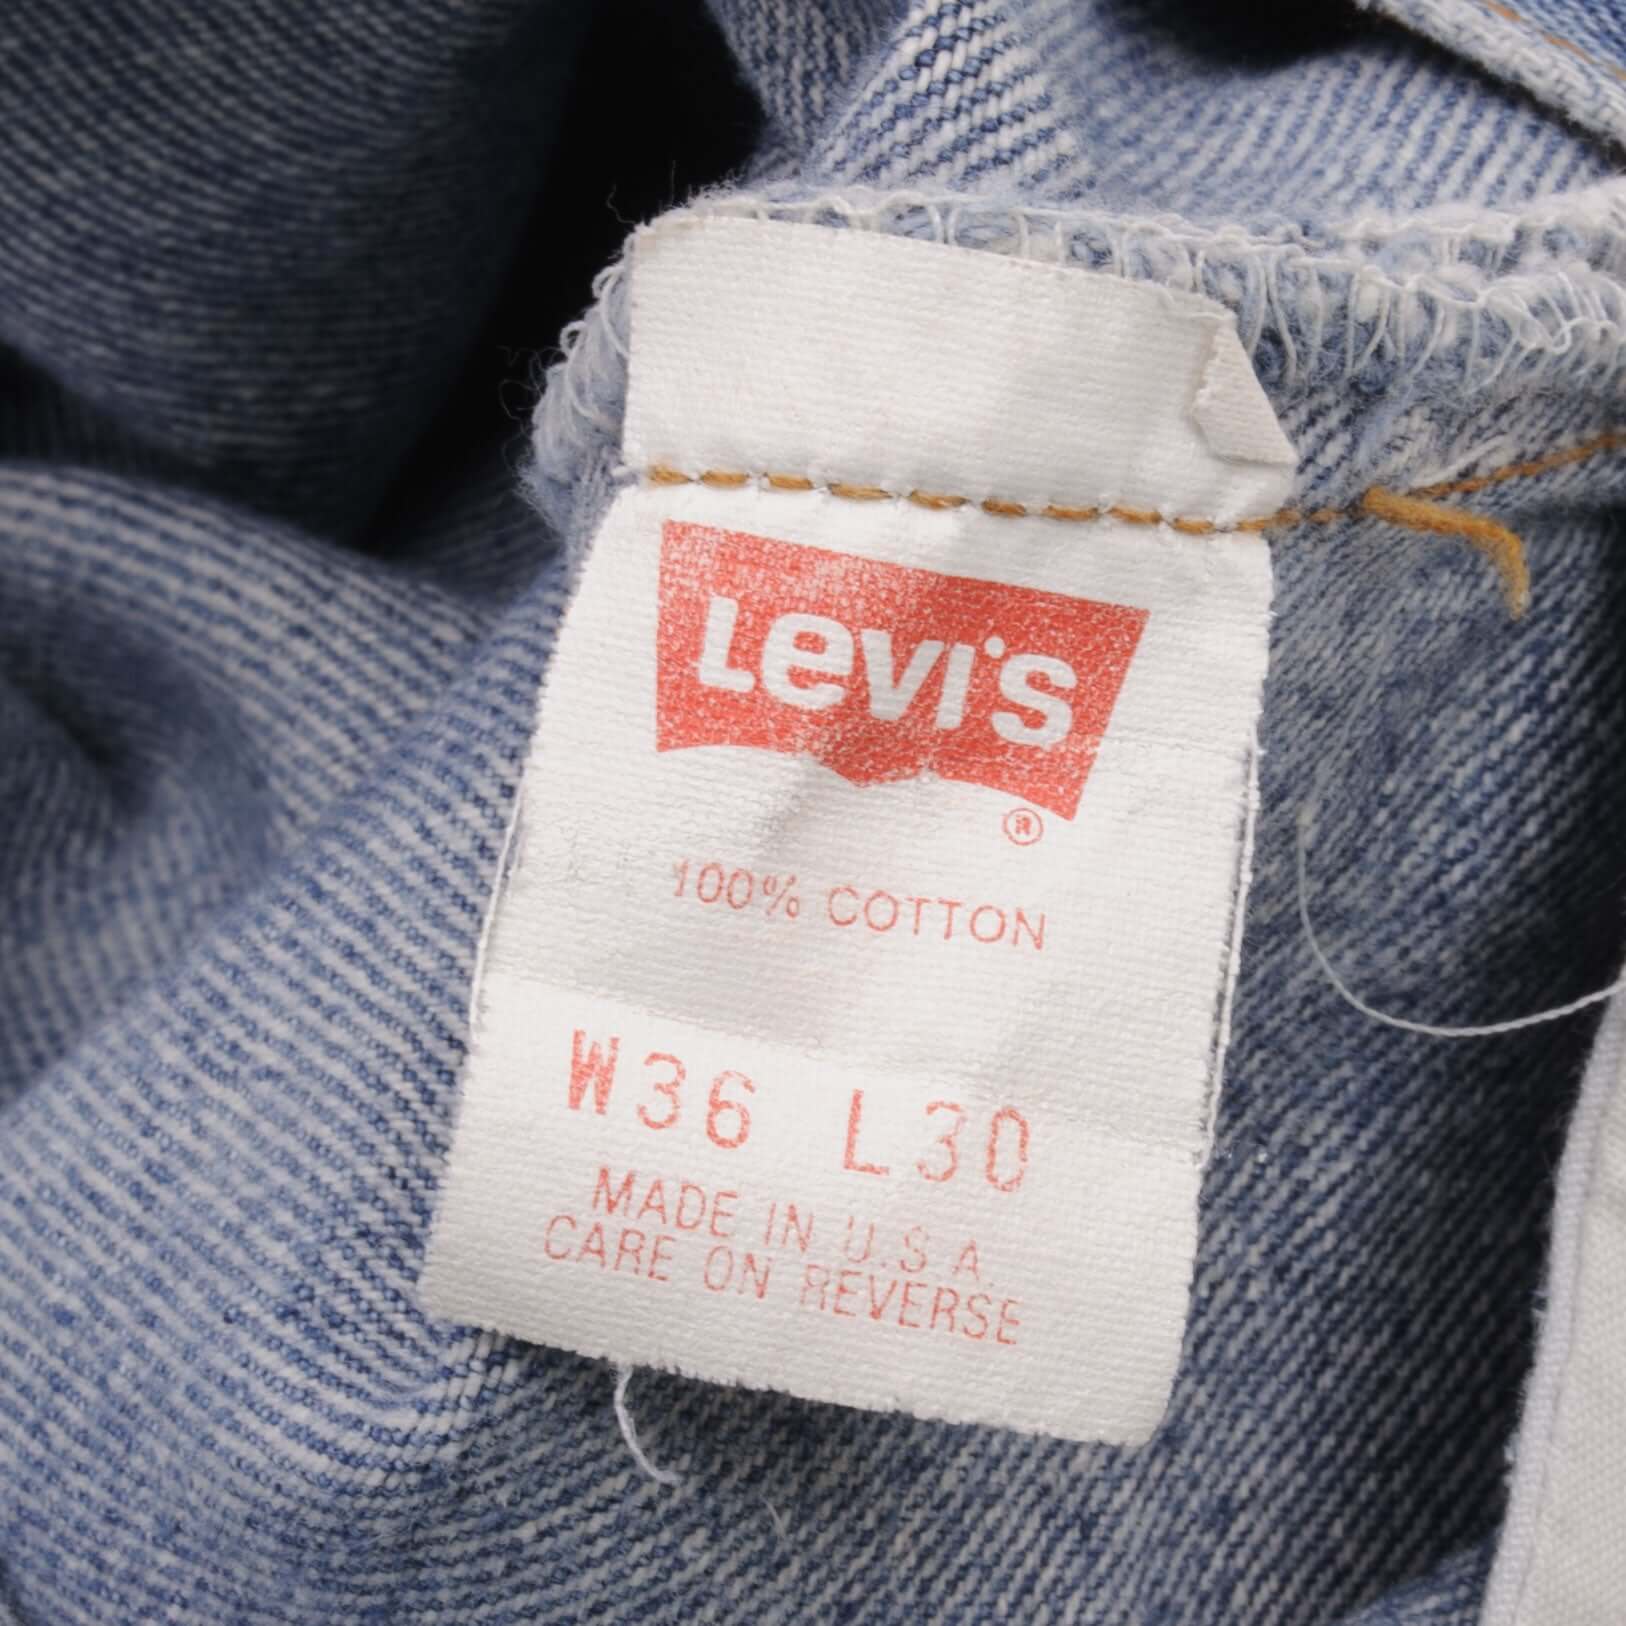 Levi's
®
100% COTTON
W36 L30
MADE IN U.S.A.
CARE ON REVERSE